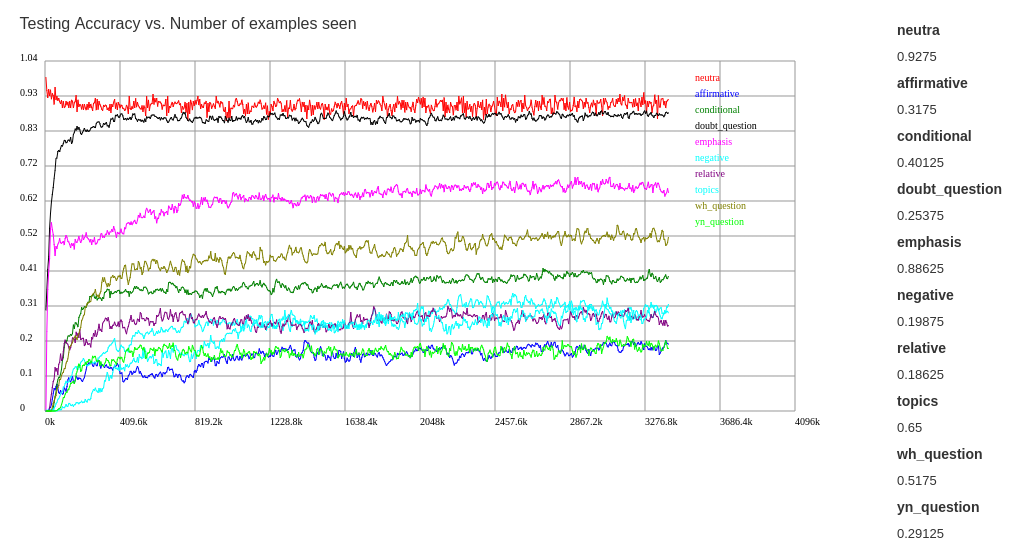 Testing Accuracy vs. Number of examples seen
1.04
0.93
0.83
0.72
0.62
0.52
0.41
0.31
0.2
0.1
0
0k 409.6k 819.2k 1228.8k 1638.4k 2048k 2457.6k 2867.2k 3276.8k 3686.4k 4096k
neutra
affirmative
conditional
doubt_question
emphasis
negative
relative
topics
wh_question
yn_question
neutra
0.9275
affirmative
0.3175
conditional
0.40125
doubt_question
0.25375
emphasis
0.88625
negative
0.19875
relative
0.18625
topics
0.65
wh_question
0.5175
yn_question
0.29125